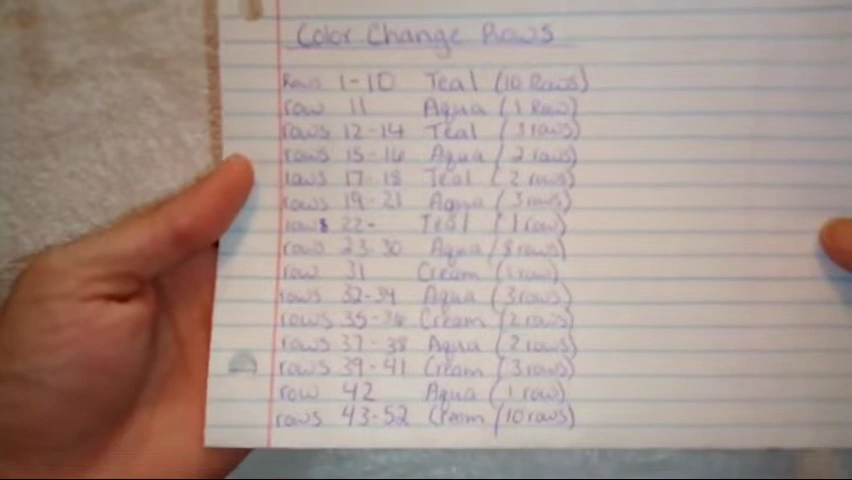 Color Change Rows
Rows 1-10 Teal (10 Rows)
row 11 Aqua (1 Row)
rows 12-14 Teal (3 rows)
rows 15-16 Aqua (2 rows)
rows 17-18 Teal (2 rows)
rows 19-21 Aqua (3 rows)
rows 22- Teal (1 row)
rows 23-30 Aqua (8 rows)
row 31 Cream (1 row)
rows 32-34 Aqua (3 rows)
rows 35-36 Cream (2 rows)
rows 37-38 Aqua (2 rows)
rows 39-41 Cream (3 rows)
row 42 Aqua (1 row)
rows 43-52 Cream (10 rows)